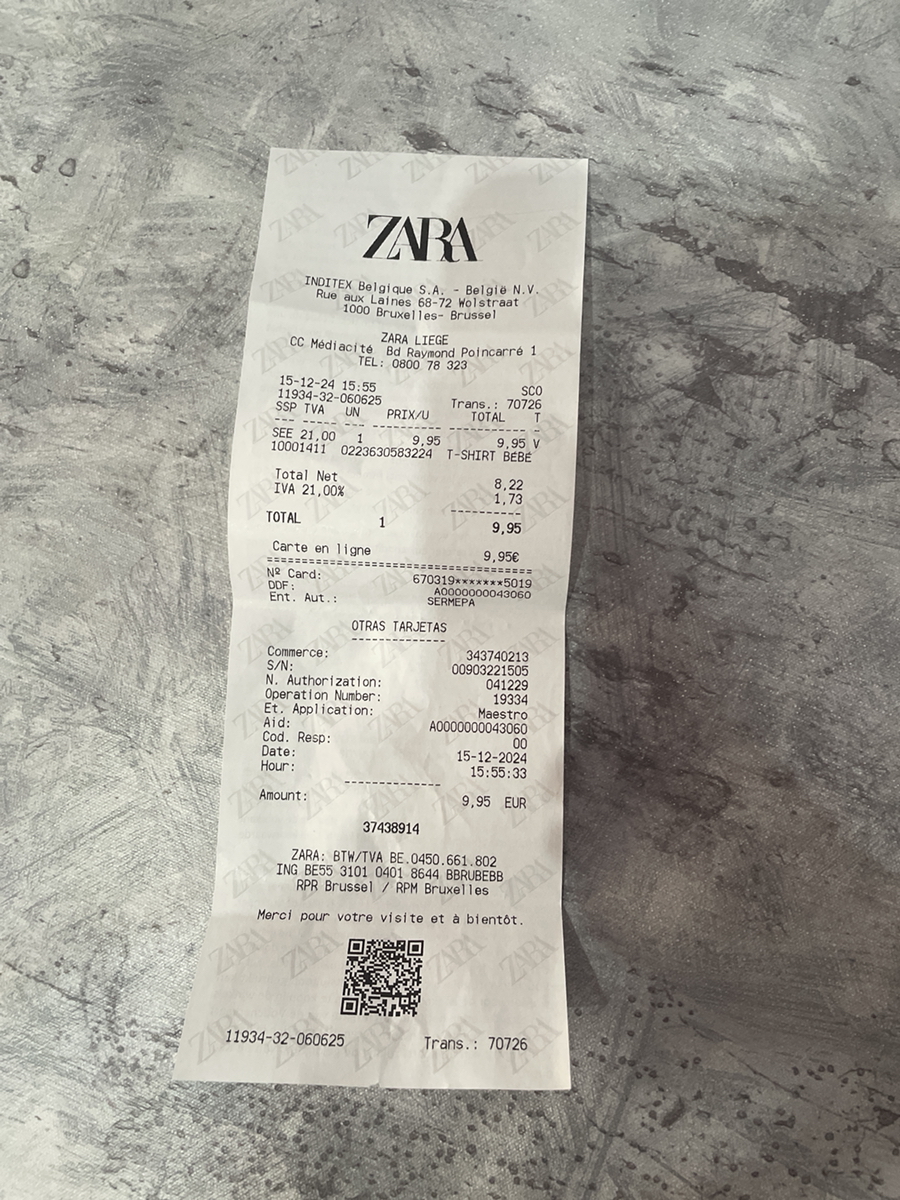 ZARA
INDITEX Belgique S.A. - België N.V.
Rue aux Laines 68-72 Wolstraat
1000 Bruxelles- Brussel
ZARA LIEGE
CC Médiacité Bd Raymond Poincarré 1
TEL: 0800 78 323
15-12-24 15:55 SCO
11934-32-060625 Trans.: 70726
SSP TVA UN PRIX/U TOTAL T
--- ----- --- ---------- ---------- -
SEE 21,00 1 9,95 9,95 V
10001411 0223630583224 T-SHIRT BEBE
Total Net 8,22
IVA 21,00% 1,73
----------
TOTAL 1 9,95
Carte en ligne 9,95€
======================================
Nº Card: 670319*******5019
DDF: A0000000043060
Ent. Aut.: SERMEPA
OTRAS TARJETAS
-------------
Commerce: 343740213
S/N: 00903221505
N. Authorization: 041229
Operation Number: 19334
Et. Application: Maestro
Aid: A0000000043060
Cod. Resp: 00
Date: 15-12-2024
Hour: 15:55:33
-------------
Amount: 9,95 EUR
37438914
ZARA: BTW/TVA BE.0450.661.802
ING BE55 3101 0401 8644 BBRUBEBB
RPR Brussel / RPM Bruxelles
Merci pour votre visite et à bientôt.
11934-32-060625 Trans.: 70726